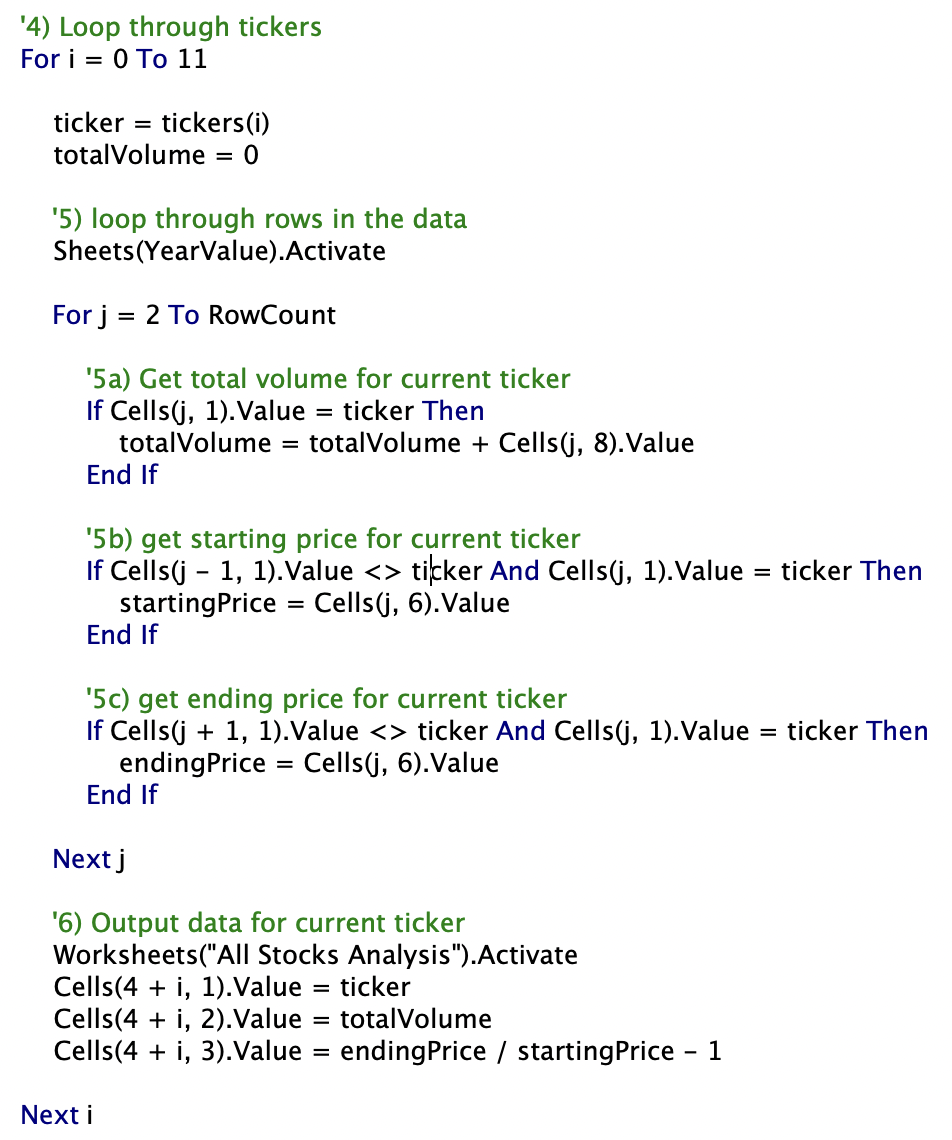 '4) Loop through tickers
For i = 0 To 11
ticker = tickers(i)
totalVolume = 0
'5) loop through rows in the data
Sheets(YearValue).Activate
For j = 2 To RowCount
'5a) Get total volume for current ticker
If Cells(j, 1).Value = ticker Then
totalVolume = totalVolume + Cells(j, 8).Value
End If
'5b) get starting price for current ticker
If Cells(j - 1, 1).Value <> ticker And Cells(j, 1).Value = ticker Then
startingPrice = Cells(j, 6).Value
End If
'5c) get ending price for current ticker
If Cells(j + 1, 1).Value <> ticker And Cells(j, 1).Value = ticker Then
endingPrice = Cells(j, 6).Value
End If
Next j
'6) Output data for current ticker
Worksheets("All Stocks Analysis").Activate
Cells(4 + i, 1).Value = ticker
Cells(4 + i, 2).Value = totalVolume
Cells(4 + i, 3).Value = endingPrice / startingPrice - 1
Next i